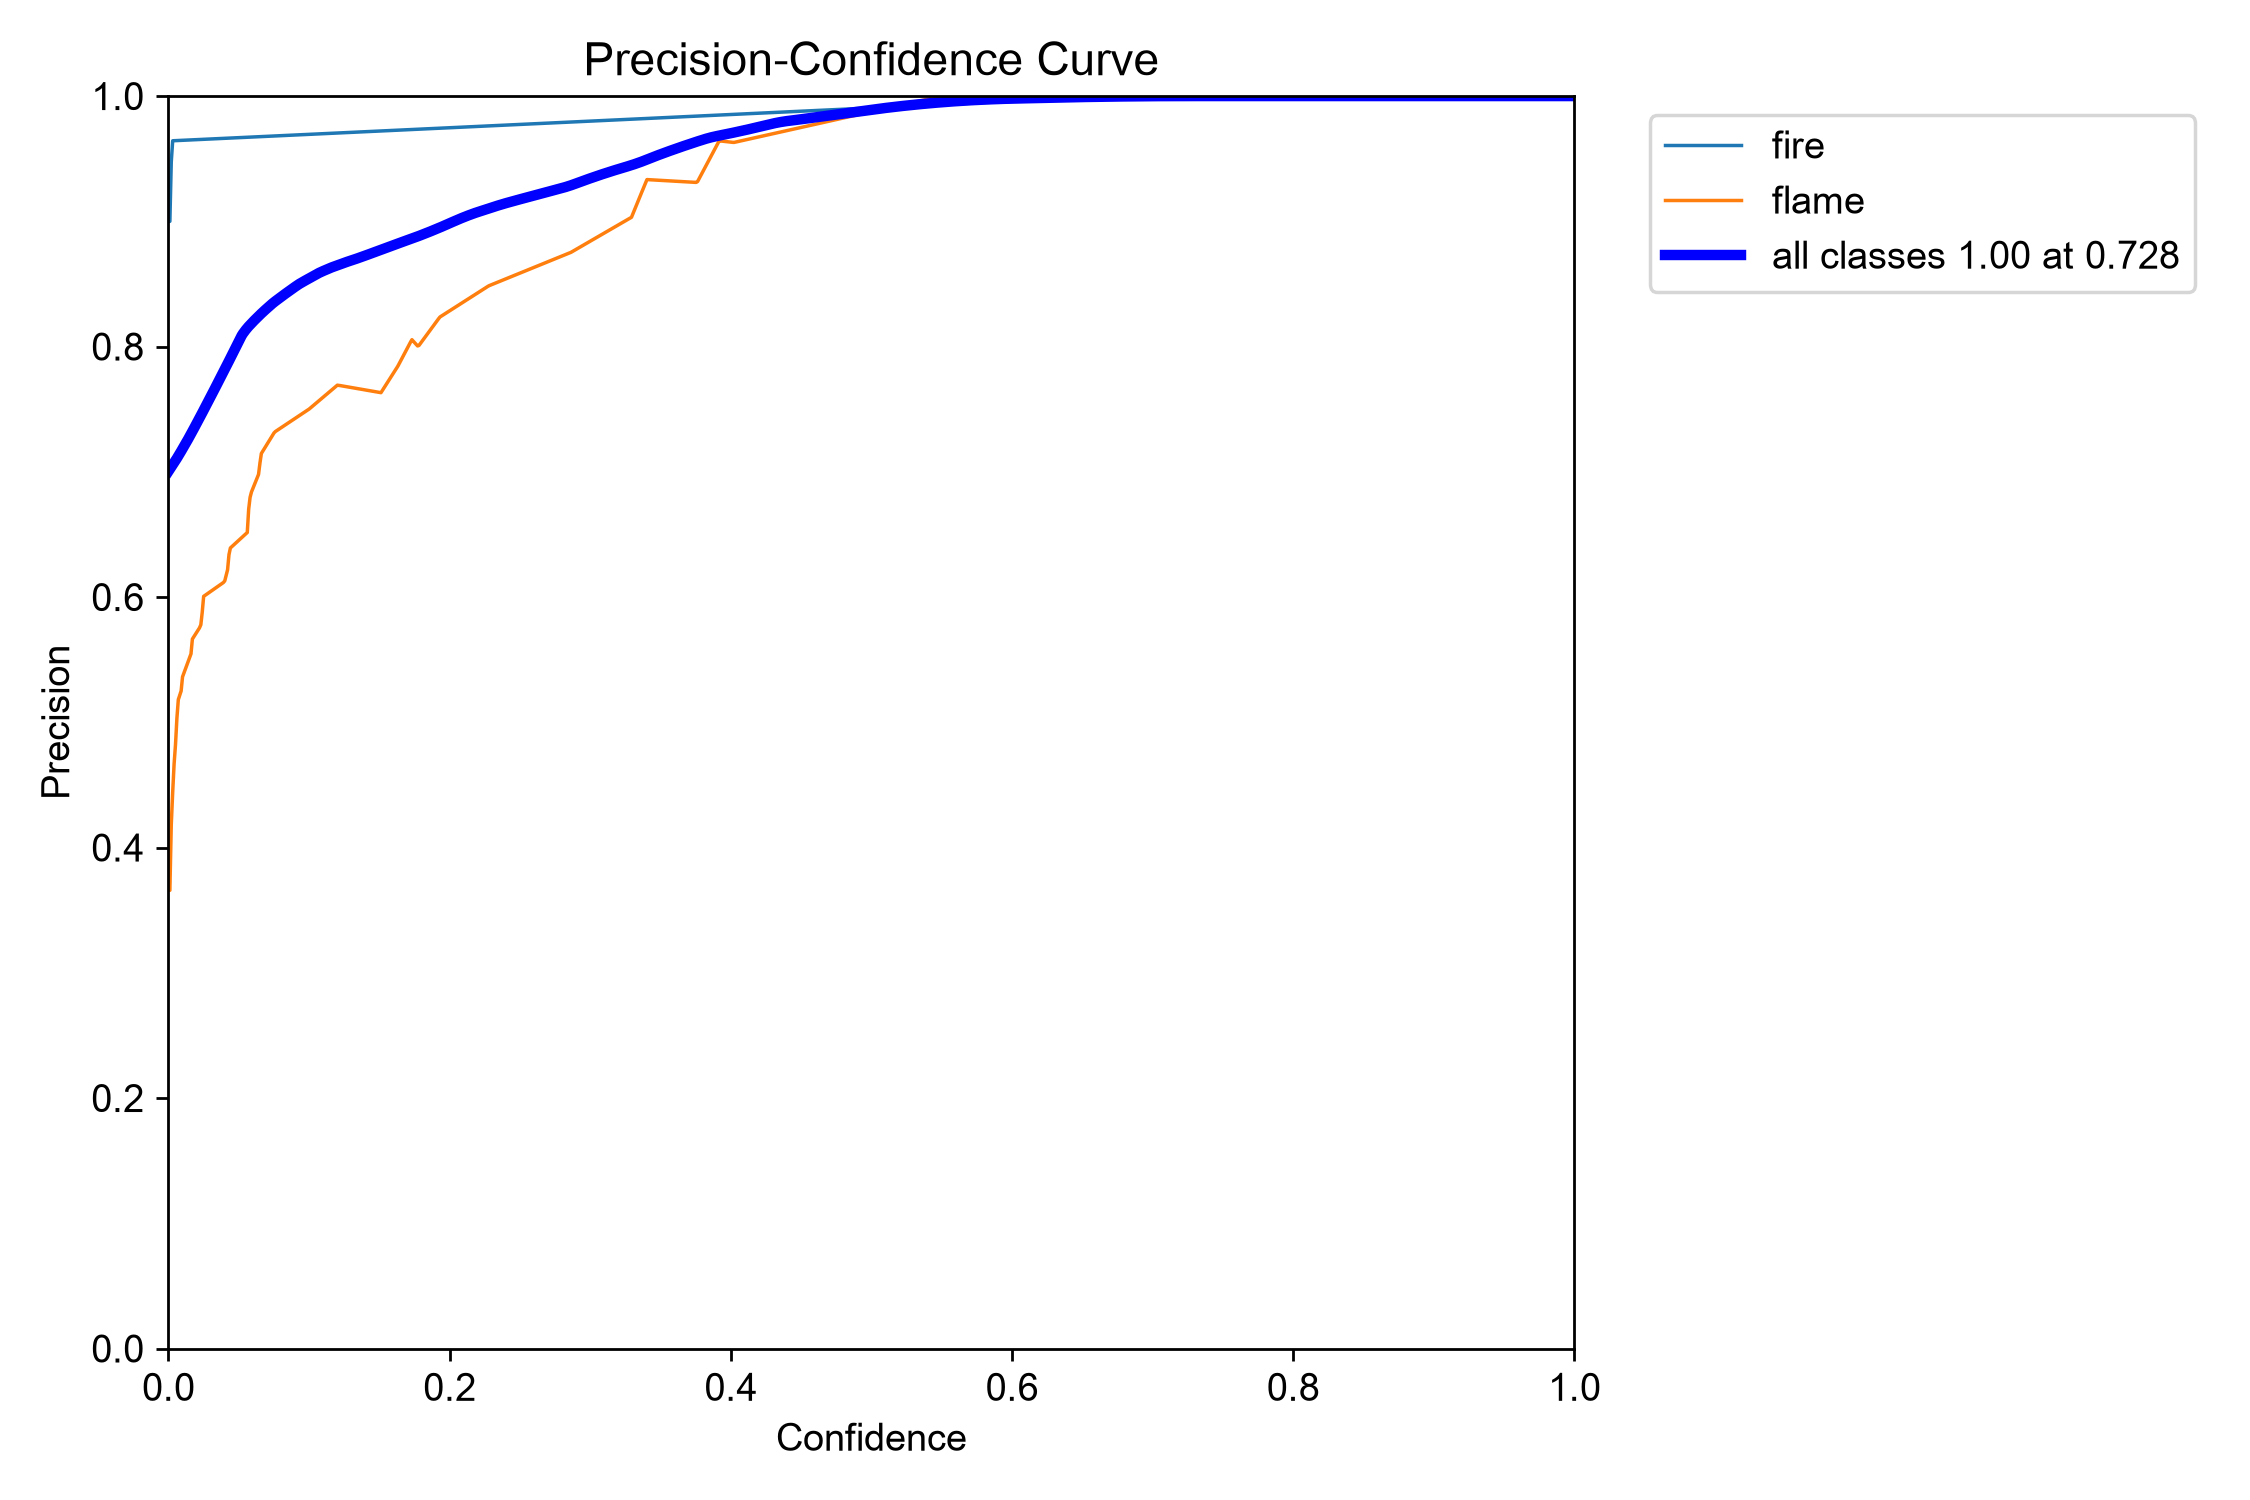 Precision-Confidence Curve
1.0
0.8
0.6
0.4
0.2
0.0
Precision
0.0 0.2 0.4 0.6 0.8 1.0
Confidence
fire
flame
all classes 1.00 at 0.728